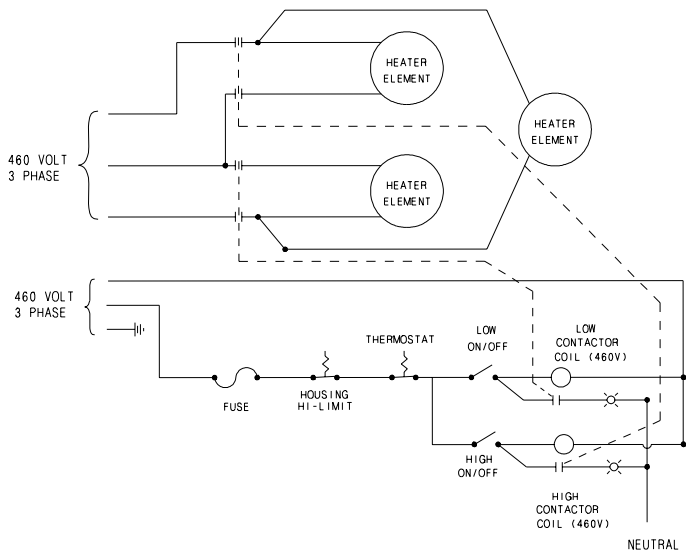 HEATER
ELEMENT
HEATER
ELEMENT
460 VOLT
3 PHASE
HEATER
ELEMENT
460 VOLT
3 PHASE
THERMOSTAT
LOW
ON/OFF
LOW
CONTACTOR
COIL (460V)
FUSE
HOUSING
HI-LIMIT
HIGH
ON/OFF
HIGH
CONTACTOR
COIL (460V)
NEUTRAL